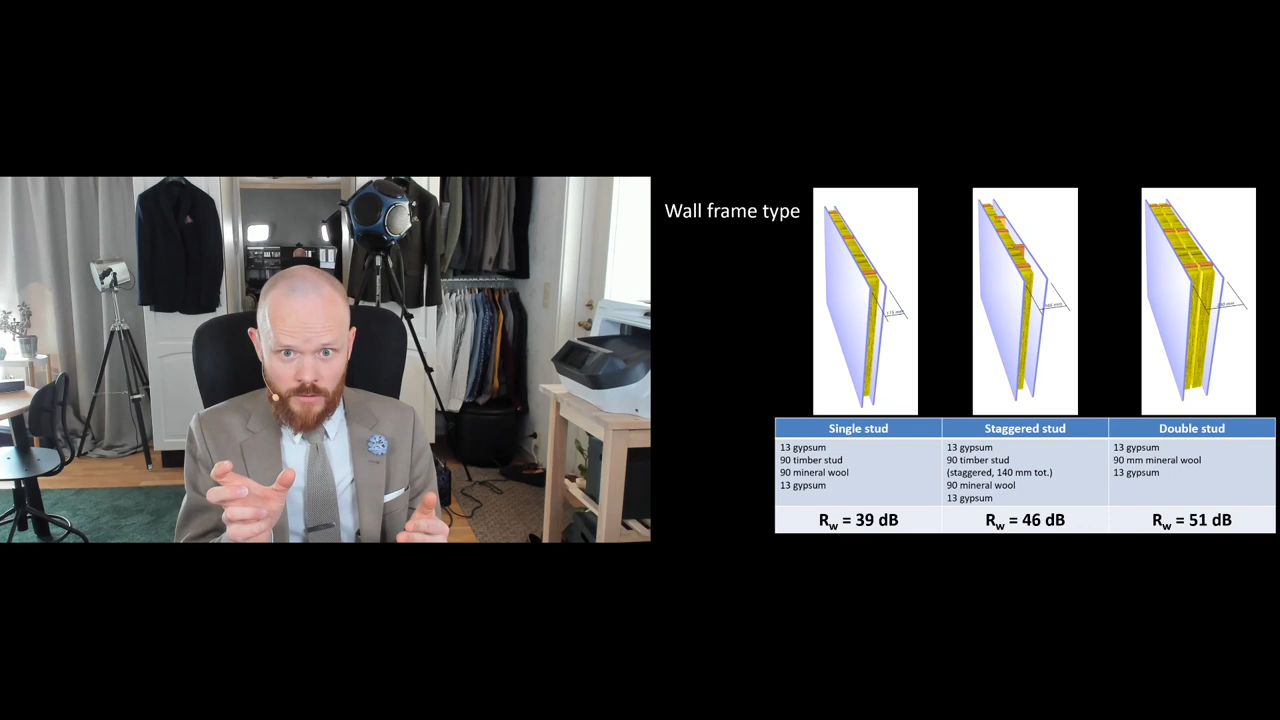 Wall frame type
Single stud
Staggered stud
Double stud
13 gypsum
90 timber stud
90 mineral wool
13 gypsum
13 gypsum
90 timber stud
(staggered, 140 mm tot.)
90 mineral wool
13 gypsum
13 gypsum
90 mm mineral wool
13 gypsum
Rw = 39 dB
Rw = 46 dB
Rw = 51 dB